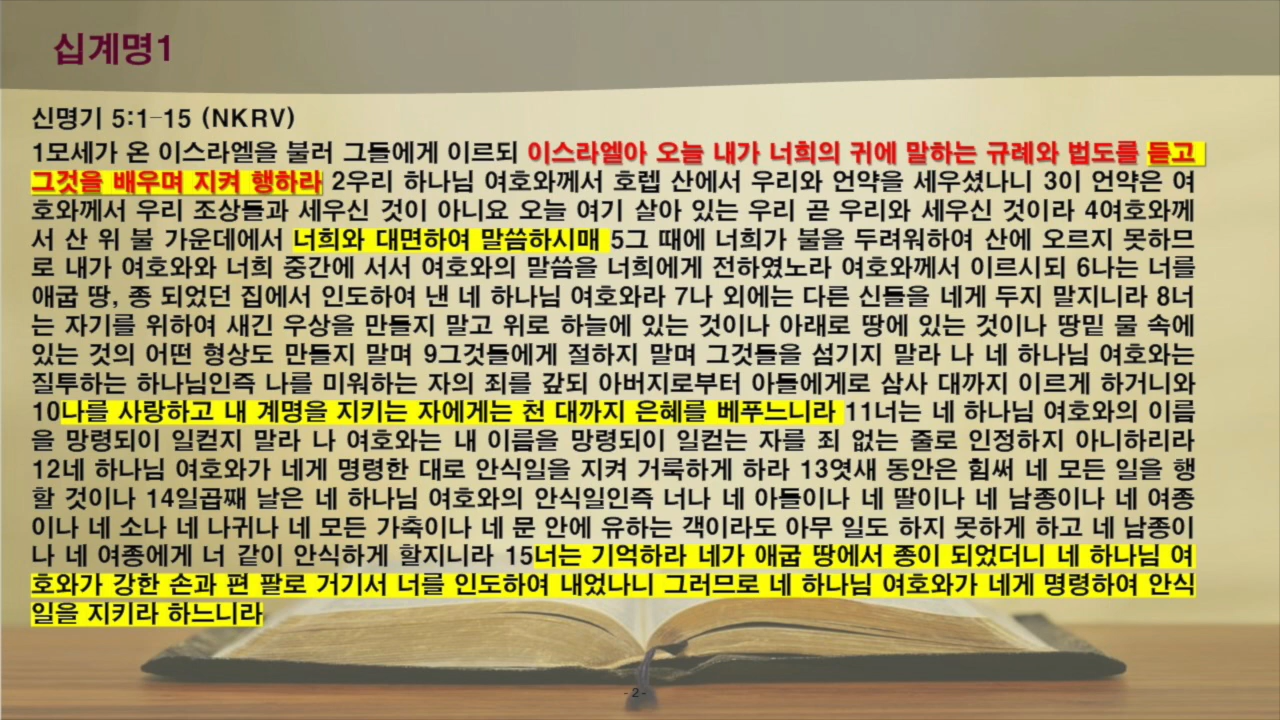 십계명1
신명기 5:1-15 (NKRV)
1모세가 온 이스라엘을 불러 그들에게 이르되 이스라엘아 오늘 내가 너희의 귀에 말하는 규례와 법도를 듣고
그것을 배우며 지켜 행하라 2우리 하나님 여호와께서 호렙 산에서 우리와 언약을 세우셨나니 3이 언약은 여
호와께서 우리 조상들과 세우신 것이 아니요 오늘 여기 살아 있는 우리 곧 우리와 세우신 것이라 4여호와께
서 산 위 불 가운데에서 너희와 대면하여 말씀하시매 5그 때에 너희가 불을 두려워하여 산에 오르지 못하므
로 내가 여호와와 너희 중간에 서서 여호와의 말씀을 너희에게 전하였노라 여호와께서 이르시되 6나는 너를
애굽 땅, 종 되었던 집에서 인도하여 낸 네 하나님 여호와라 7나 외에는 다른 신들을 네게 두지 말지니라 8너
는 자기를 위하여 새긴 우상을 만들지 말고 위로 하늘에 있는 것이나 아래로 땅에 있는 것이나 땅밑 물 속에
있는 것의 어떤 형상도 만들지 말며 9그것들에게 절하지 말며 그것들을 섬기지 말라 나 네 하나님 여호와는
질투하는 하나님인즉 나를 미워하는 자의 죄를 갚되 아버지로부터 아들에게로 삼사 대까지 이르게 하거니와
10나를 사랑하고 내 계명을 지키는 자에게는 천 대까지 은혜를 베푸느니라 11너는 네 하나님 여호와의 이름
을 망령되이 일컫지 말라 나 여호와는 내 이름을 망령되이 일컫는 자를 죄 없는 줄로 인정하지 아니하리라
12네 하나님 여호와가 네게 명령한 대로 안식일을 지켜 거룩하게 하라 13엿새 동안은 힘써 네 모든 일을 행
할 것이나 14일곱째 날은 네 하나님 여호와의 안식일인즉 너나 네 아들이나 네 딸이나 네 남종이나 네 여종
이나 네 소나 네 나귀나 네 모든 가축이나 네 문 안에 유하는 객이라도 아무 일도 하지 못하게 하고 네 남종이
나 네 여종에게 너 같이 안식하게 할지니라 15너는 기억하라 네가 애굽 땅에서 종이 되었더니 네 하나님 여
호와가 강한 손과 편 팔로 거기서 너를 인도하여 내었나니 그러므로 네 하나님 여호와가 네게 명령하여 안식
일을 지키라 하느니라
- 2 -